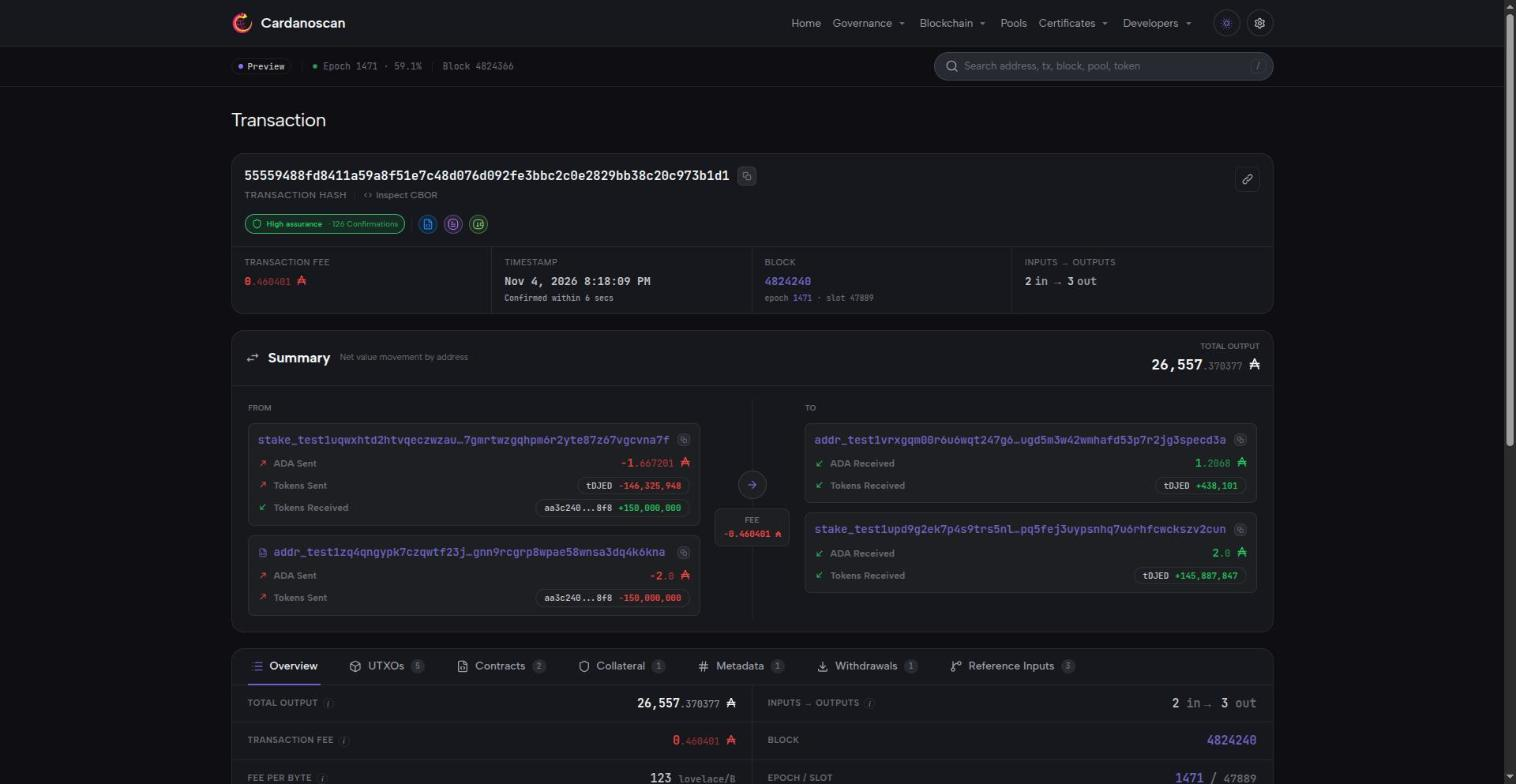 Cardanoscan
Home Governance Blockchain Pools Certificates Developers
Preview Epoch 1471 · 59.1% Block 4824366
Search address, tx, block, pool, token /
Transaction
55559488fd8411a59a8f51e7c48d076d092fe3bbc2c0e2829bb38c20c973b1d1
TRANSACTION HASH <> Inspect CBOR
High assurance · 126 Confirmations
TRANSACTION FEE TIMESTAMP BLOCK INPUTS → OUTPUTS
0.460401 ₳ Nov 4, 2026 8:18:09 PM 4824240 2 in → 3 out
Confirmed within 6 secs epoch 1471 · slot 47889
Summary Net value movement by address
TOTAL OUTPUT
26,557.370377 ₳
FROM
stake_test1uqwxhtd2htvqeczwzau…7gmrtwzgqhpm6r2yte87z67vgcvna7f
ADA Sent -1.667201 ₳
Tokens Sent tDJED -146,325,948
Tokens Received aa3c240...8f8 +150,000,000
addr_test1zq4qngypk7czqwtf23j…gnn9rcgrp8wpae58wnsa3dq4k6kna
ADA Sent -2.0 ₳
Tokens Sent aa3c240...8f8 -150,000,000
FEE
-0.460401 ₳
TO
addr_test1vrxgqm00r6u6wqt247g6…ugd5m3w42wmhafd53p7r2jg3specd3a
ADA Received 1.2068 ₳
Tokens Received tDJED +438,101
stake_test1upd9g2ek7p4s9trs5nl…pq5fej3uypsnhq7u6rhfcwckszv2cun
ADA Received 2.0 ₳
Tokens Received tDJED +145,887,847
Overview UTXOs 5 Contracts 2 Collateral 1 Metadata 1 Withdrawals 1 Reference Inputs 3
TOTAL OUTPUT i 26,557.370377 ₳ INPUTS → OUTPUTS i 2 in → 3 out
TRANSACTION FEE i 0.460401 ₳ BLOCK 4824240
FEE PER BYTE i 123 lovelace/B EPOCH / SLOT 1471 / 47889